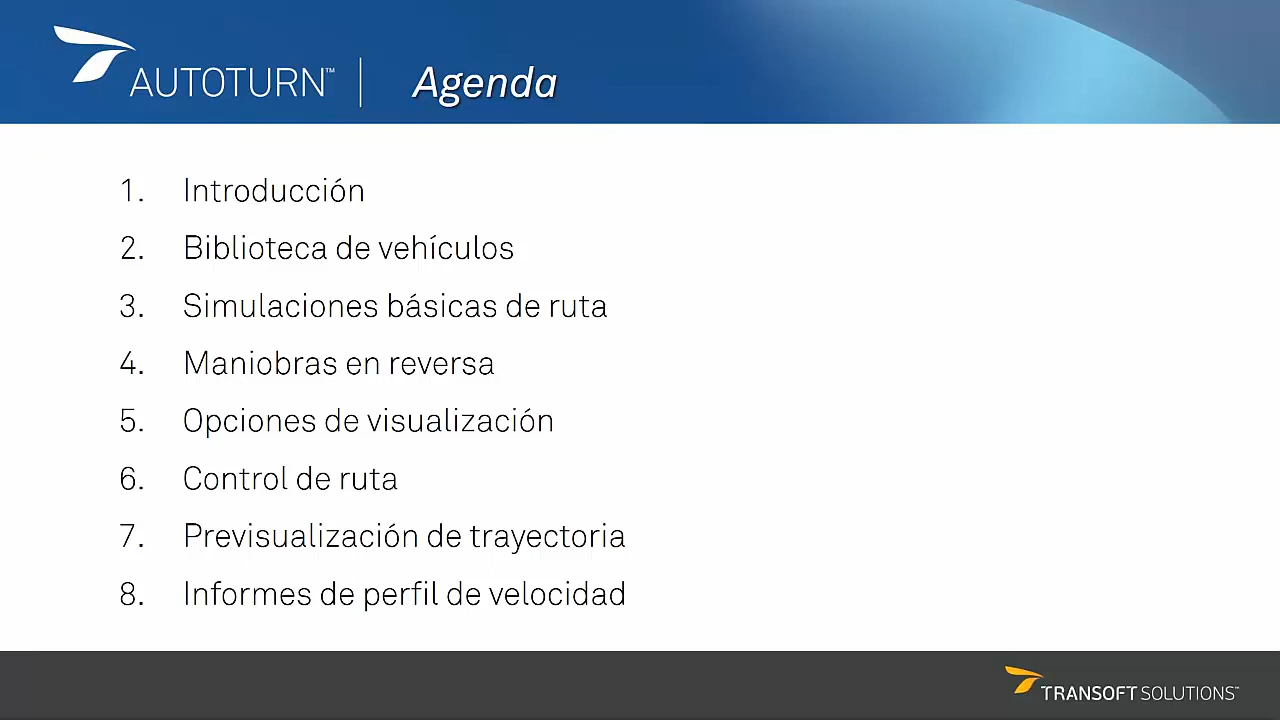 AUTOTURN™ | Agenda
1. Introducción
2. Biblioteca de vehículos
3. Simulaciones básicas de ruta
4. Maniobras en reversa
5. Opciones de visualización
6. Control de ruta
7. Previsualización de trayectoria
8. Informes de perfil de velocidad
TRANSOFT SOLUTIONS™